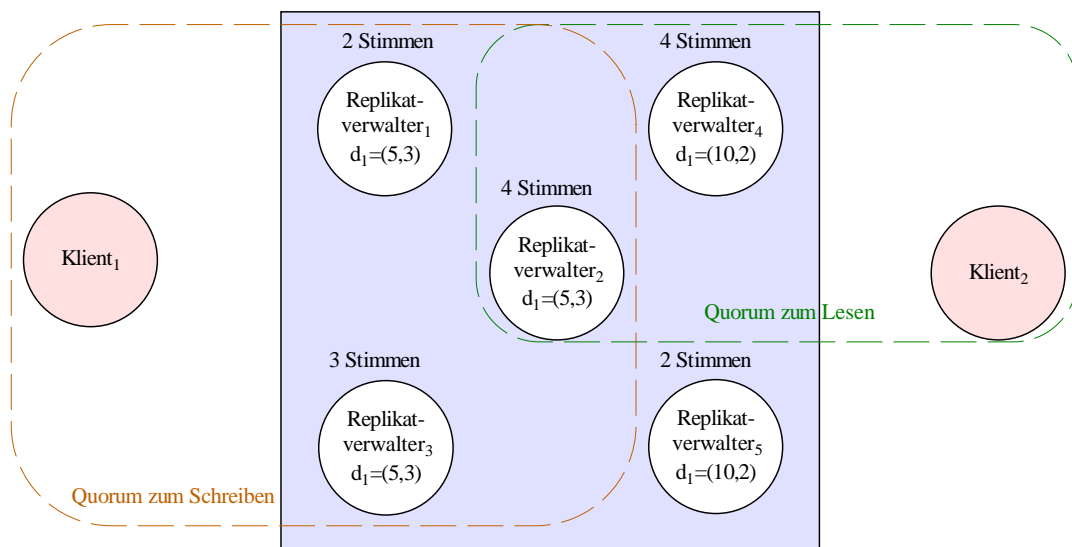 2 Stimmen
4 Stimmen
Replikat-
verwalter₁
d₁=(5,3)
Replikat-
verwalter₄
d₁=(10,2)
4 Stimmen
Klient₁
Replikat-
verwalter₂
d₁=(5,3)
Klient₂
Quorum zum Lesen
3 Stimmen
2 Stimmen
Replikat-
verwalter₃
d₁=(5,3)
Replikat-
verwalter₅
d₁=(10,2)
Quorum zum Schreiben